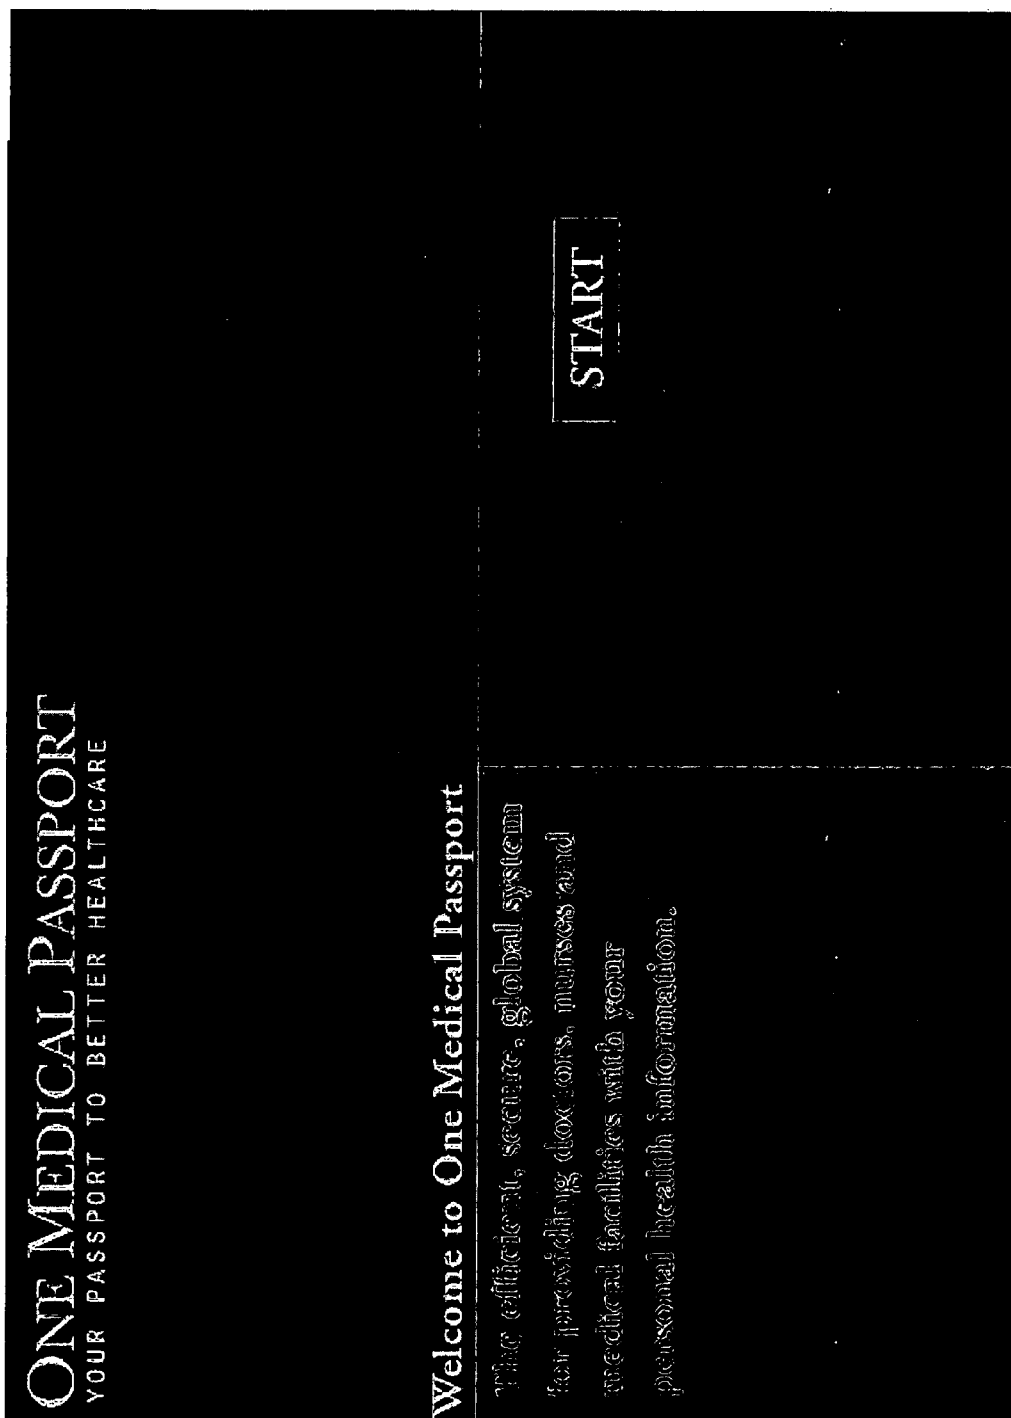 ONE MEDICAL PASSPORT
YOUR PASSPORT TO BETTER HEALTHCARE
Welcome to One Medical Passport
The efficient, secure, global system
for providing doctors, nurses and
medical facilities with your
personal health information.
START